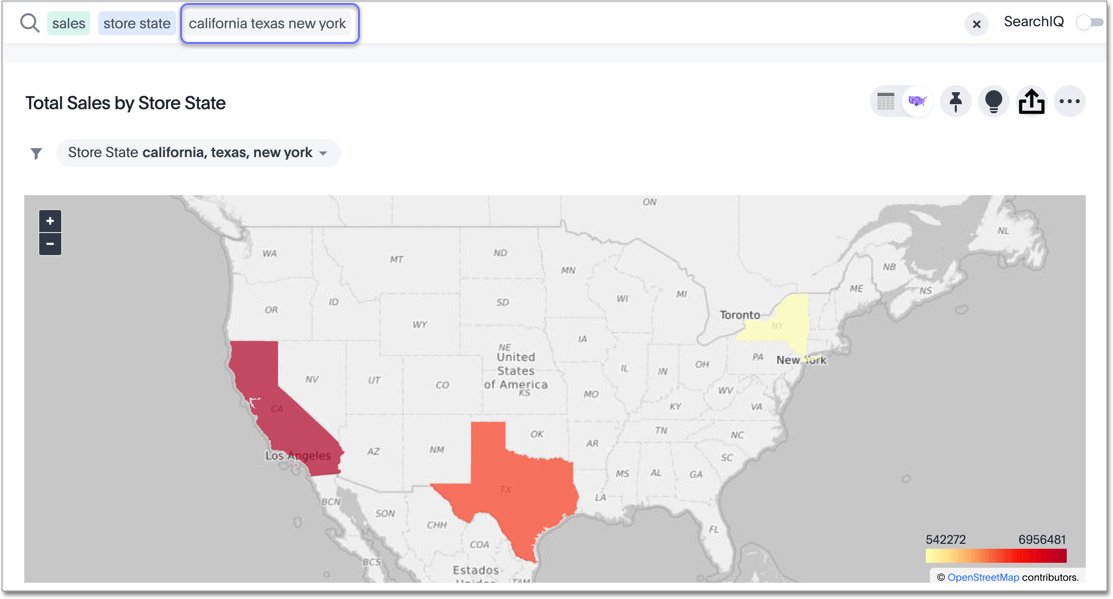 sales store state california texas new york
SearchIQ
Total Sales by Store State
Store State california, texas, new york
+
−
ON
NL
WA
MT
ND
MN
NB
ME
NS
OR
ID
SD
WI
MI
WY
Toronto
NY
IA
NE
United
States
of America
KS
New York
PA
NV
UT
CO
IL
IN
OH
MO
WV
VA
KY
CA
Los Angeles
AZ
NM
OK
AR
TN
NC
SC
MS
AL
GA
TX
LA
BCN
SON
CHH
FL
COA
BCS
Estados
Unidos
TAM
542272 6956481
© OpenStreetMap contributors.